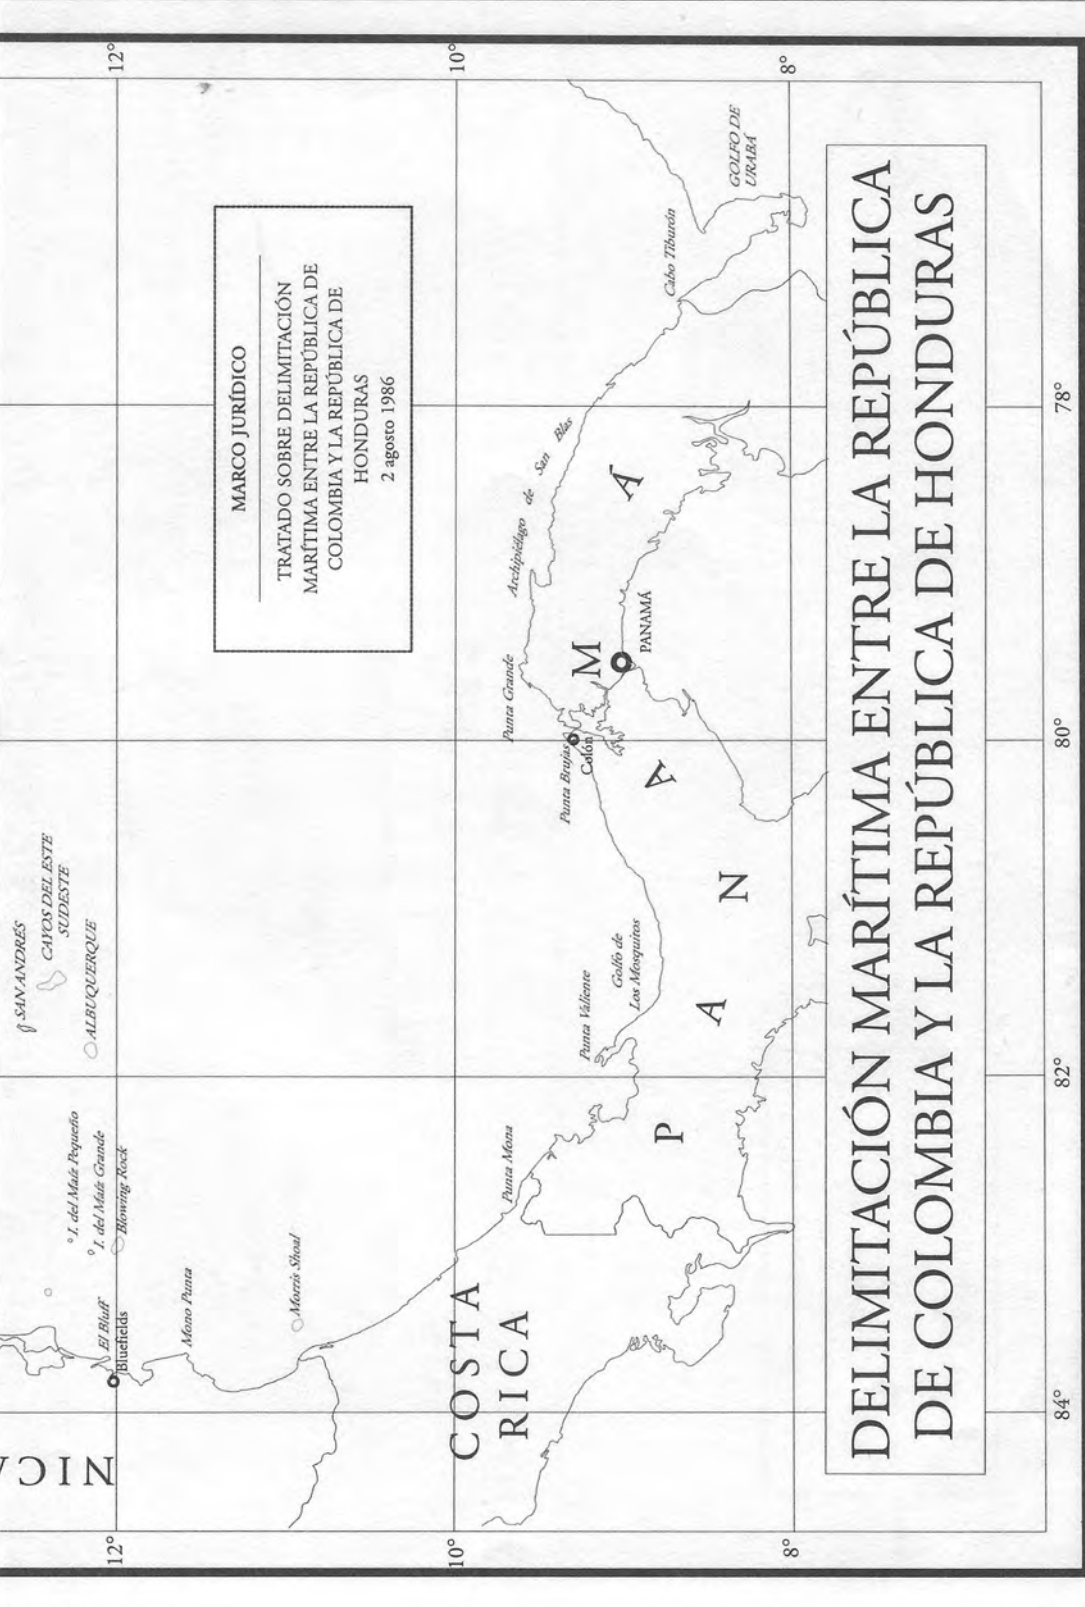 12°
10°
8°
SAN ANDRÉS
CAYOS DEL ESTE
SUDESTE
ALBUQUERQUE
I. del Maíz Pequeño
I. del Maíz Grande
Blowing Rock
El Bluff
Bluefields
Mono Punta
Morris Shoal
NICA
MARCO JURÍDICO
TRATADO SOBRE DELIMITACIÓN
MARÍTIMA ENTRE LA REPÚBLICA DE
COLOMBIA Y LA REPÚBLICA DE
HONDURAS
2 agosto 1986
COSTA
RICA
Punta Mona
Punta Valiente
Golfo de
Los Mosquitos
Punta Brujas
Colón
Punta Grande
Archipiélago de San Blas
PANAMÁ
Cabo Tiburón
GOLFO DE
URABÁ
P A N A M Á
DELIMITACIÓN MARÍTIMA ENTRE LA REPÚBLICA
DE COLOMBIA Y LA REPÚBLICA DE HONDURAS
84°
82°
80°
78°
12°
10°
8°